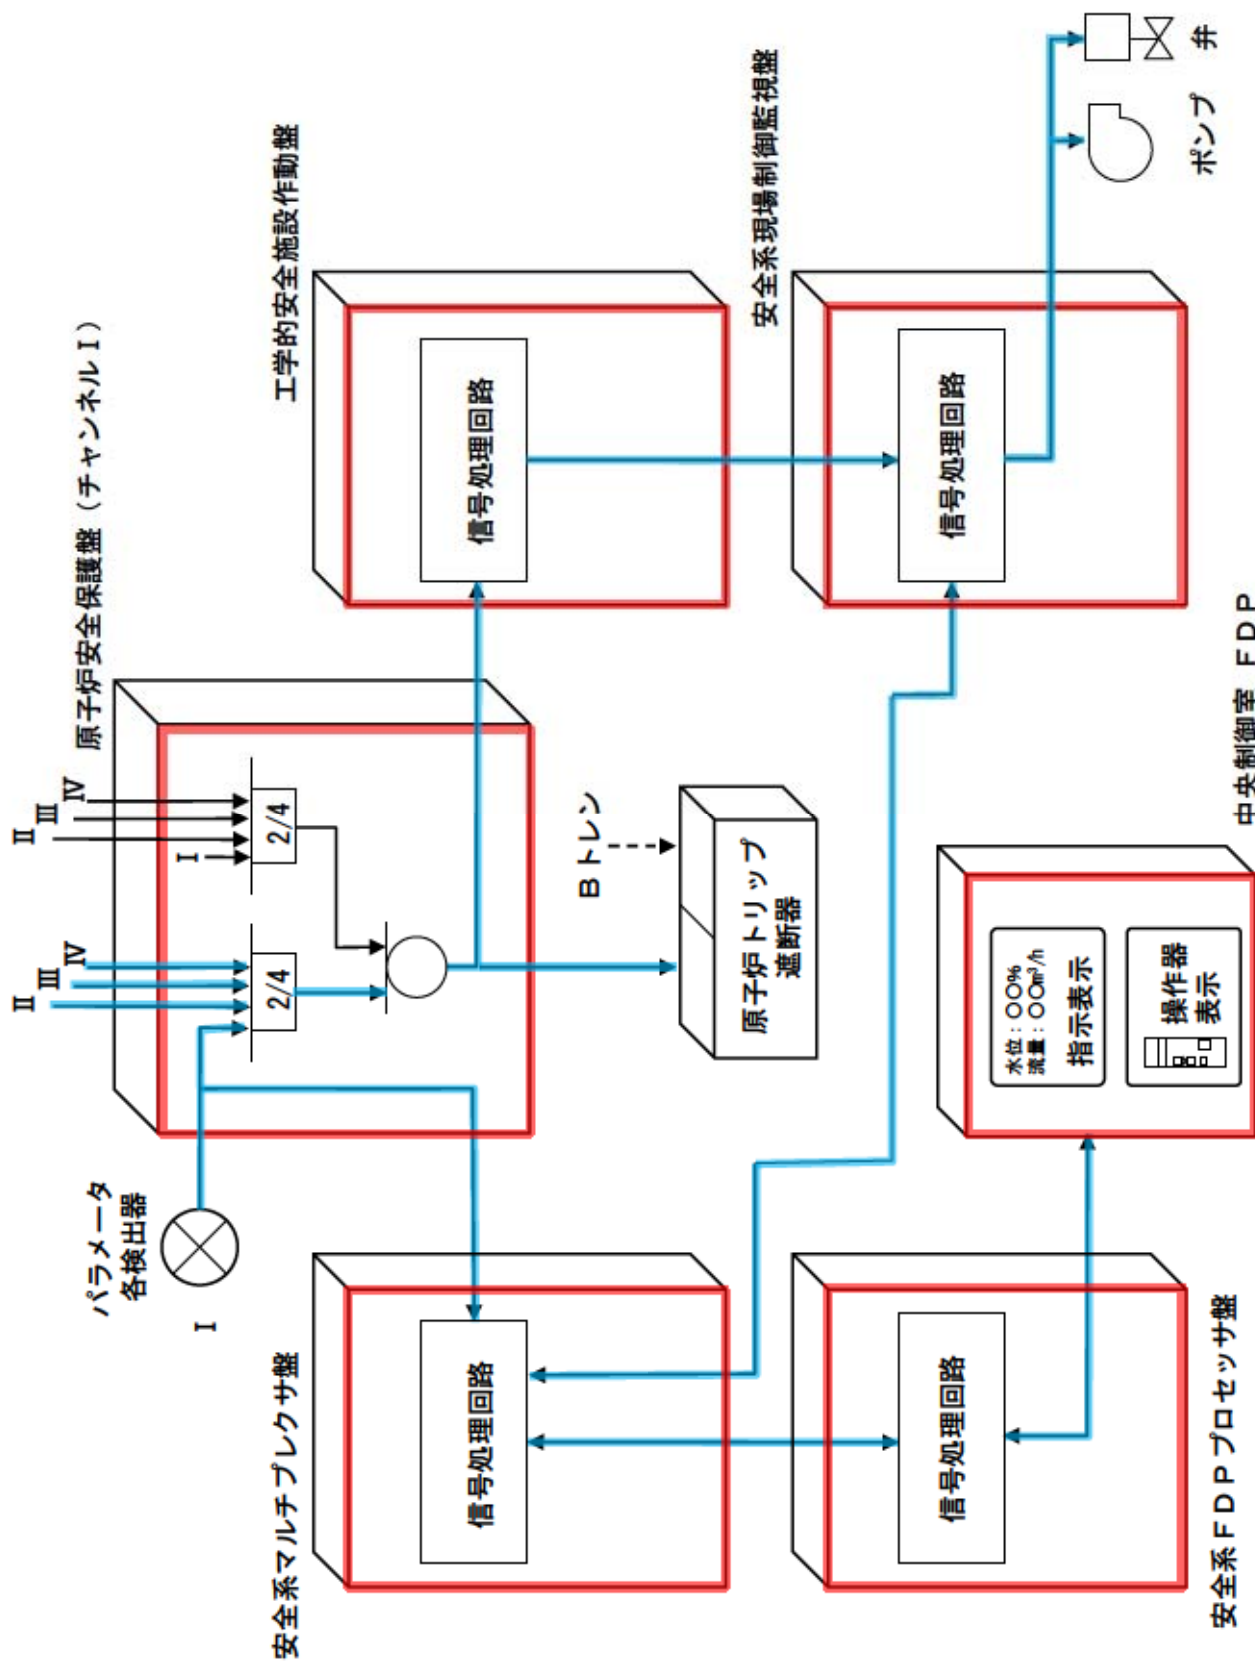 原子炉安全保護盤（チャンネルⅠ）
Ⅱ
Ⅲ
Ⅳ
Ⅱ
Ⅲ
Ⅳ
Ⅰ
2/4
2/4
パラメータ
各検出器
Ⅰ
工学的安全施設作動盤
信号処理回路
安全系マルチプレクサ盤
信号処理回路
Ｂトレン
原子炉トリップ
遮断器
安全系現場制御監視盤
信号処理回路
ポンプ
弁
安全系ＦＤＰプロセッサ盤
信号処理回路
中央制御室　ＦＤＰ
水位：〇〇%
流量：〇〇m³/h
指示表示
操作器
表示